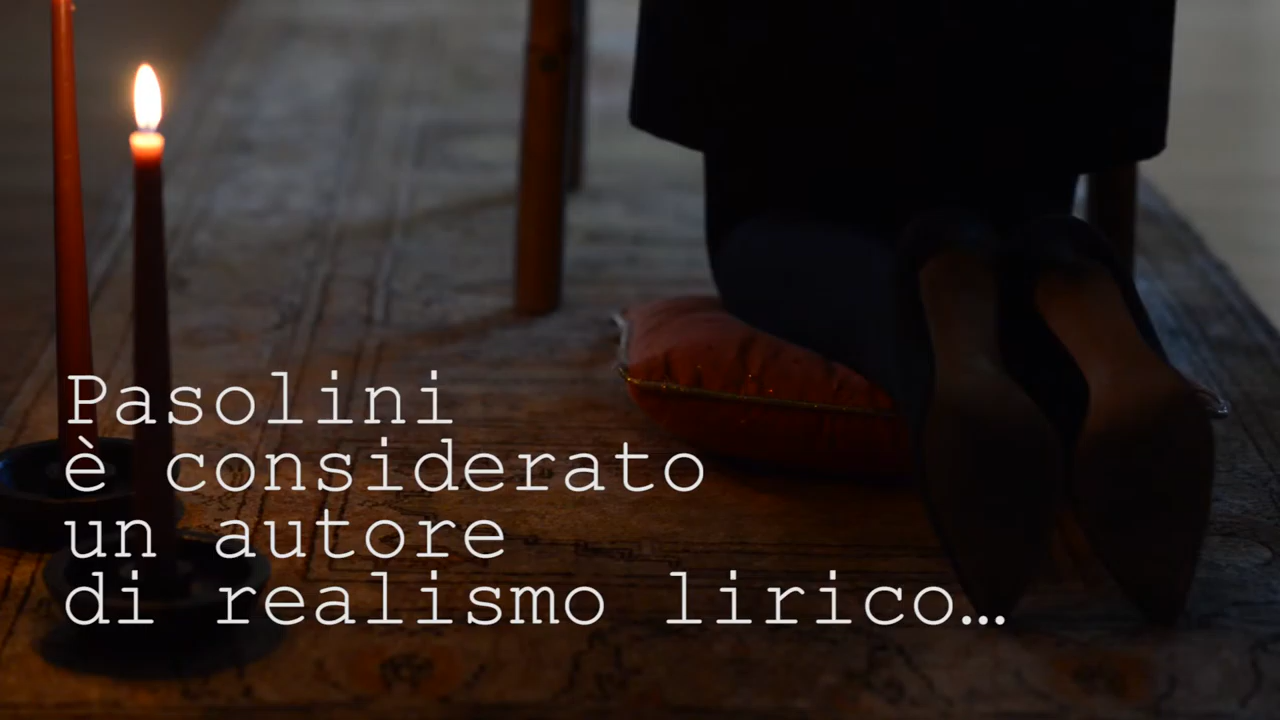 Pasolini
è considerato
un autore
di realismo lirico…